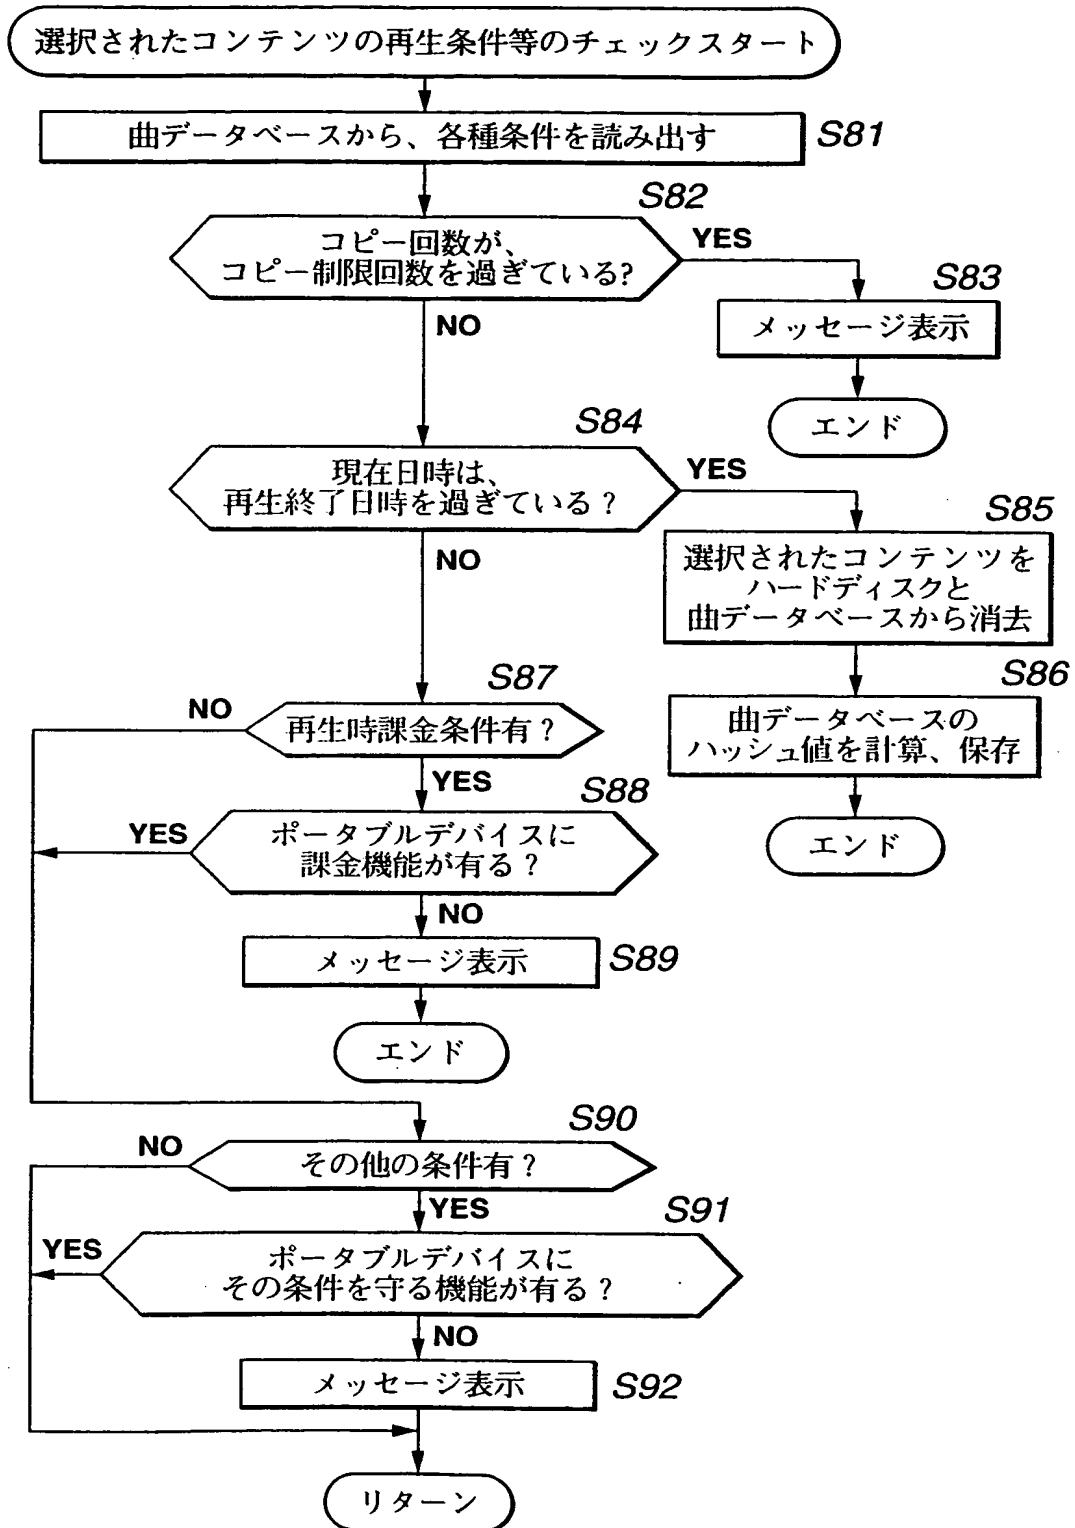 選択されたコンテンツの再生条件等のチェックスタート
曲データベースから、各種条件を読み出す
S81
S82
コピー回数が、
コピー制限回数を過ぎている?
YES
NO
S83
メッセージ表示
エンド
S84
現在日時は、
再生終了日時を過ぎている?
YES
NO
S85
選択されたコンテンツを
ハードディスクと
曲データベースから消去
S86
曲データベースの
ハッシュ値を計算、保存
エンド
S87
NO
再生時課金条件有?
YES
S88
YES
ポータブルデバイスに
課金機能が有る?
NO
メッセージ表示
S89
エンド
S90
NO
その他の条件有?
YES
S91
YES
ポータブルデバイスに
その条件を守る機能が有る?
NO
メッセージ表示
S92
リターン